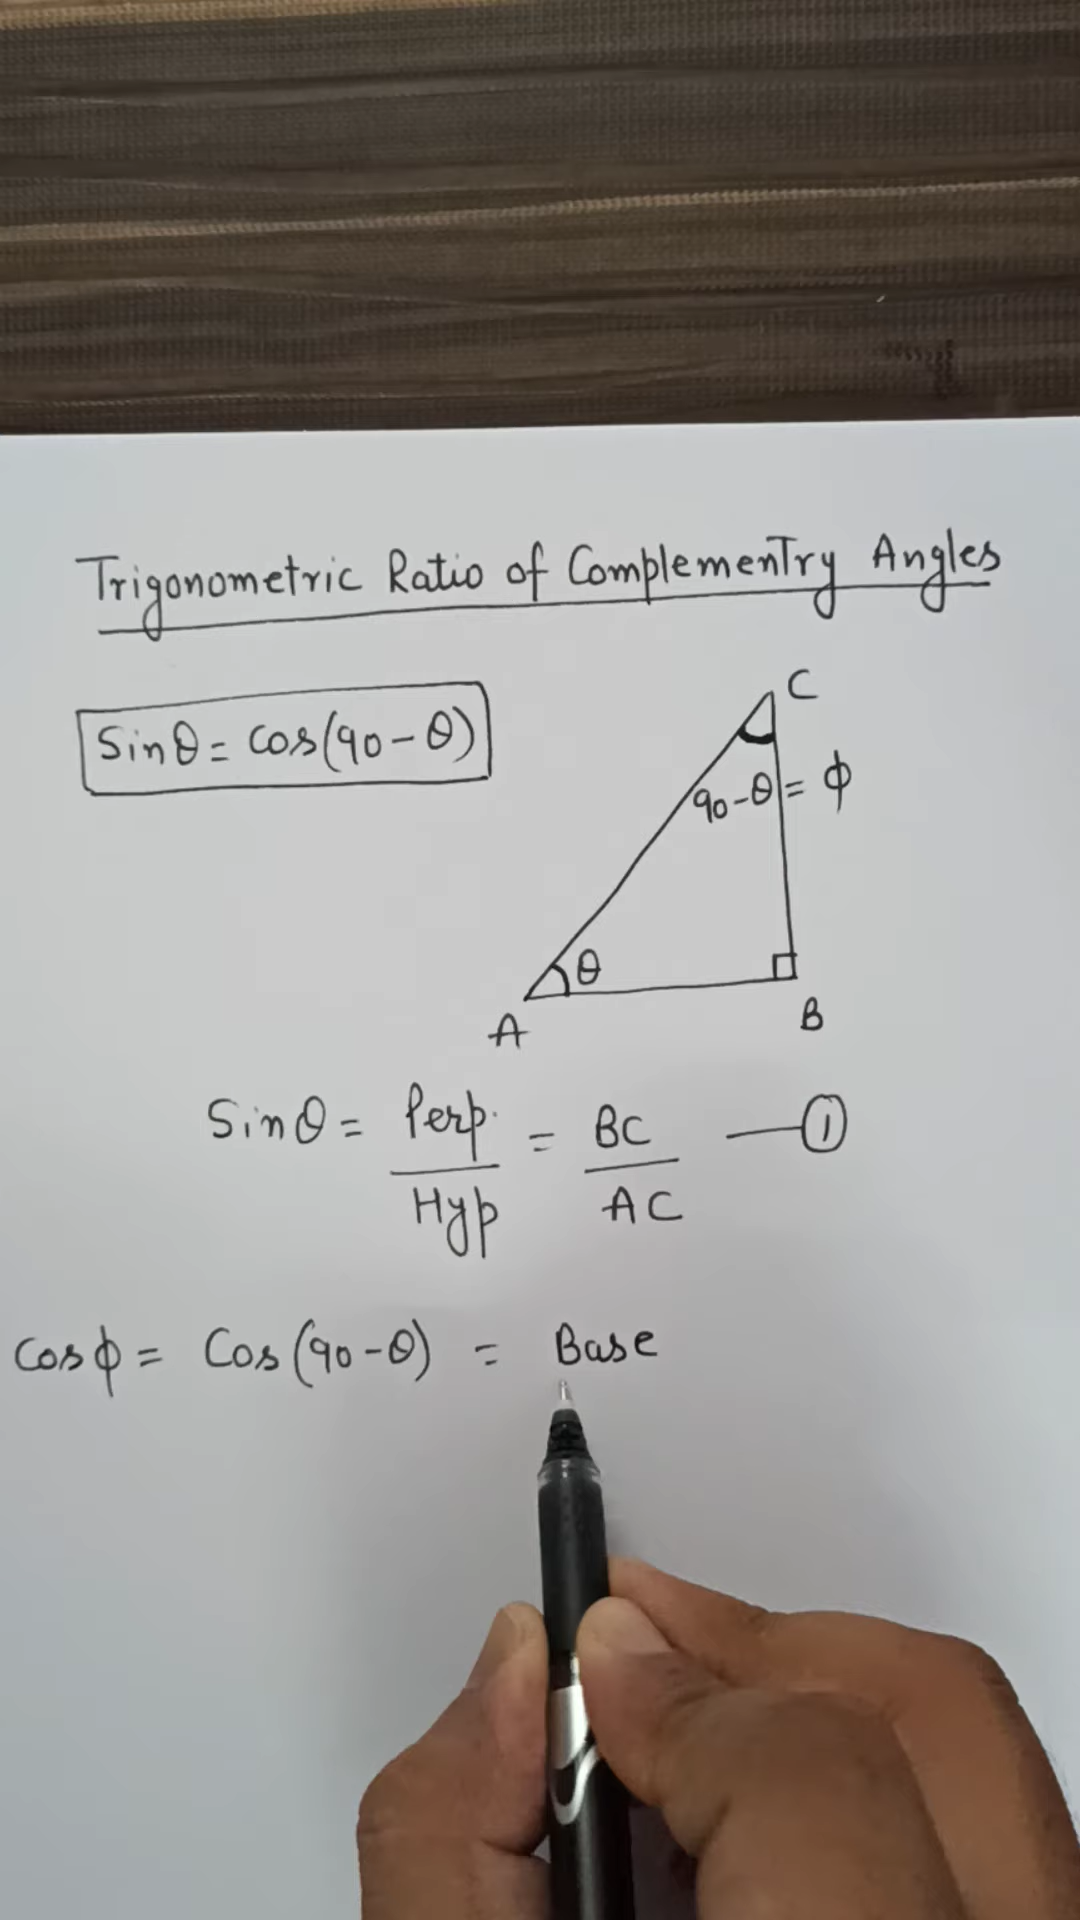 Trigonometric Ratio of Complementry Angles
Sinθ = cos(90-θ)
C
90-θ = ϕ
θ
A
B
Sinθ = Perp. / Hyp = BC / AC —①
cosϕ = Cos(90-θ) = Base